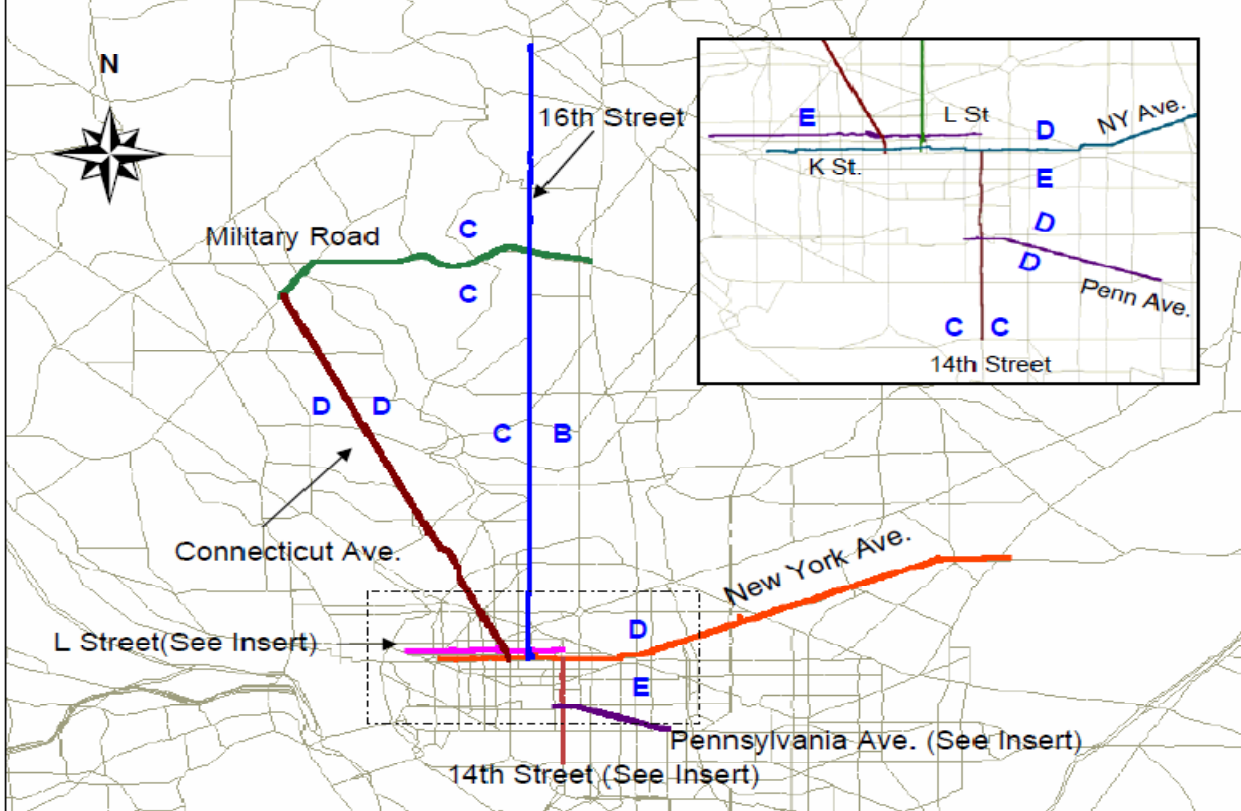 N
16th Street
Military Road
C
C
D D
C B
Connecticut Ave.
New York Ave.
L Street(See Insert)
D
E
Pennsylvania Ave. (See Insert)
14th Street (See Insert)
E
L St
D
NY Ave.
K St.
E
D
D
Penn Ave.
C C
14th Street